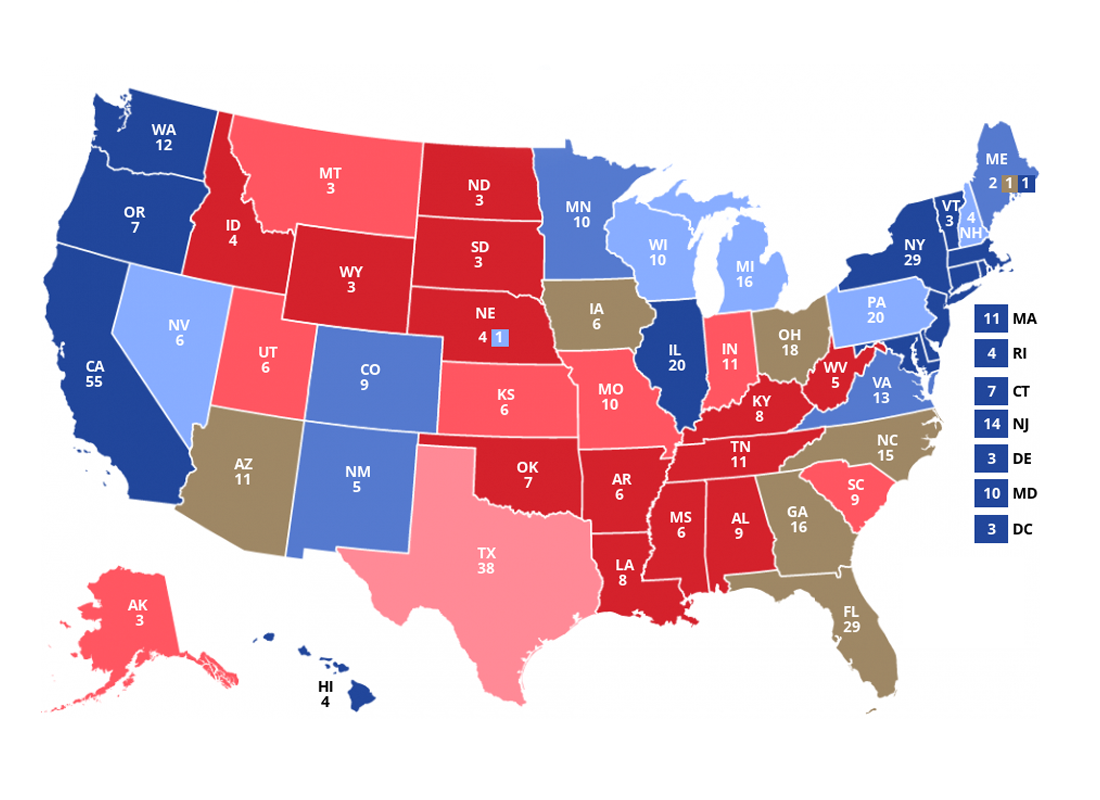 WA
12
OR
7
CA
55
NV
6
ID
4
MT
3
WY
3
UT
6
AZ
11
CO
9
NM
5
ND
3
SD
3
NE
4 1
KS
6
OK
7
TX
38
MN
10
IA
6
MO
10
AR
6
LA
8
WI
10
IL
20
MI
16
IN
11
OH
18
KY
8
TN
11
MS
6
AL
9
GA
16
FL
29
SC
9
NC
15
VA
13
WV
5
PA
20
NY
29
VT
3
4
NH
ME
2 1 1
11 MA
4 RI
7 CT
14 NJ
3 DE
10 MD
3 DC
AK
3
HI
4